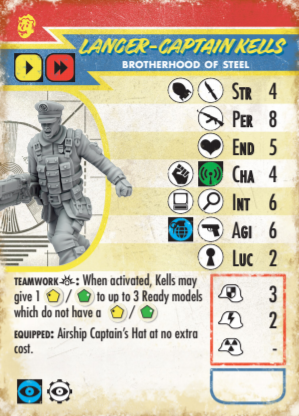 LANCER-CAPTAIN KELLS
BROTHERHOOD OF STEEL
STR 4
PER 8
END 5
CHA 4
INT 6
AGI 6
LUC 2
TEAMWORK-: When activated, Kells may
give 1 / to up to 3 Ready models
which do not have a /
EQUIPPED: Airship Captain's Hat at no extra
cost.
3
2
-